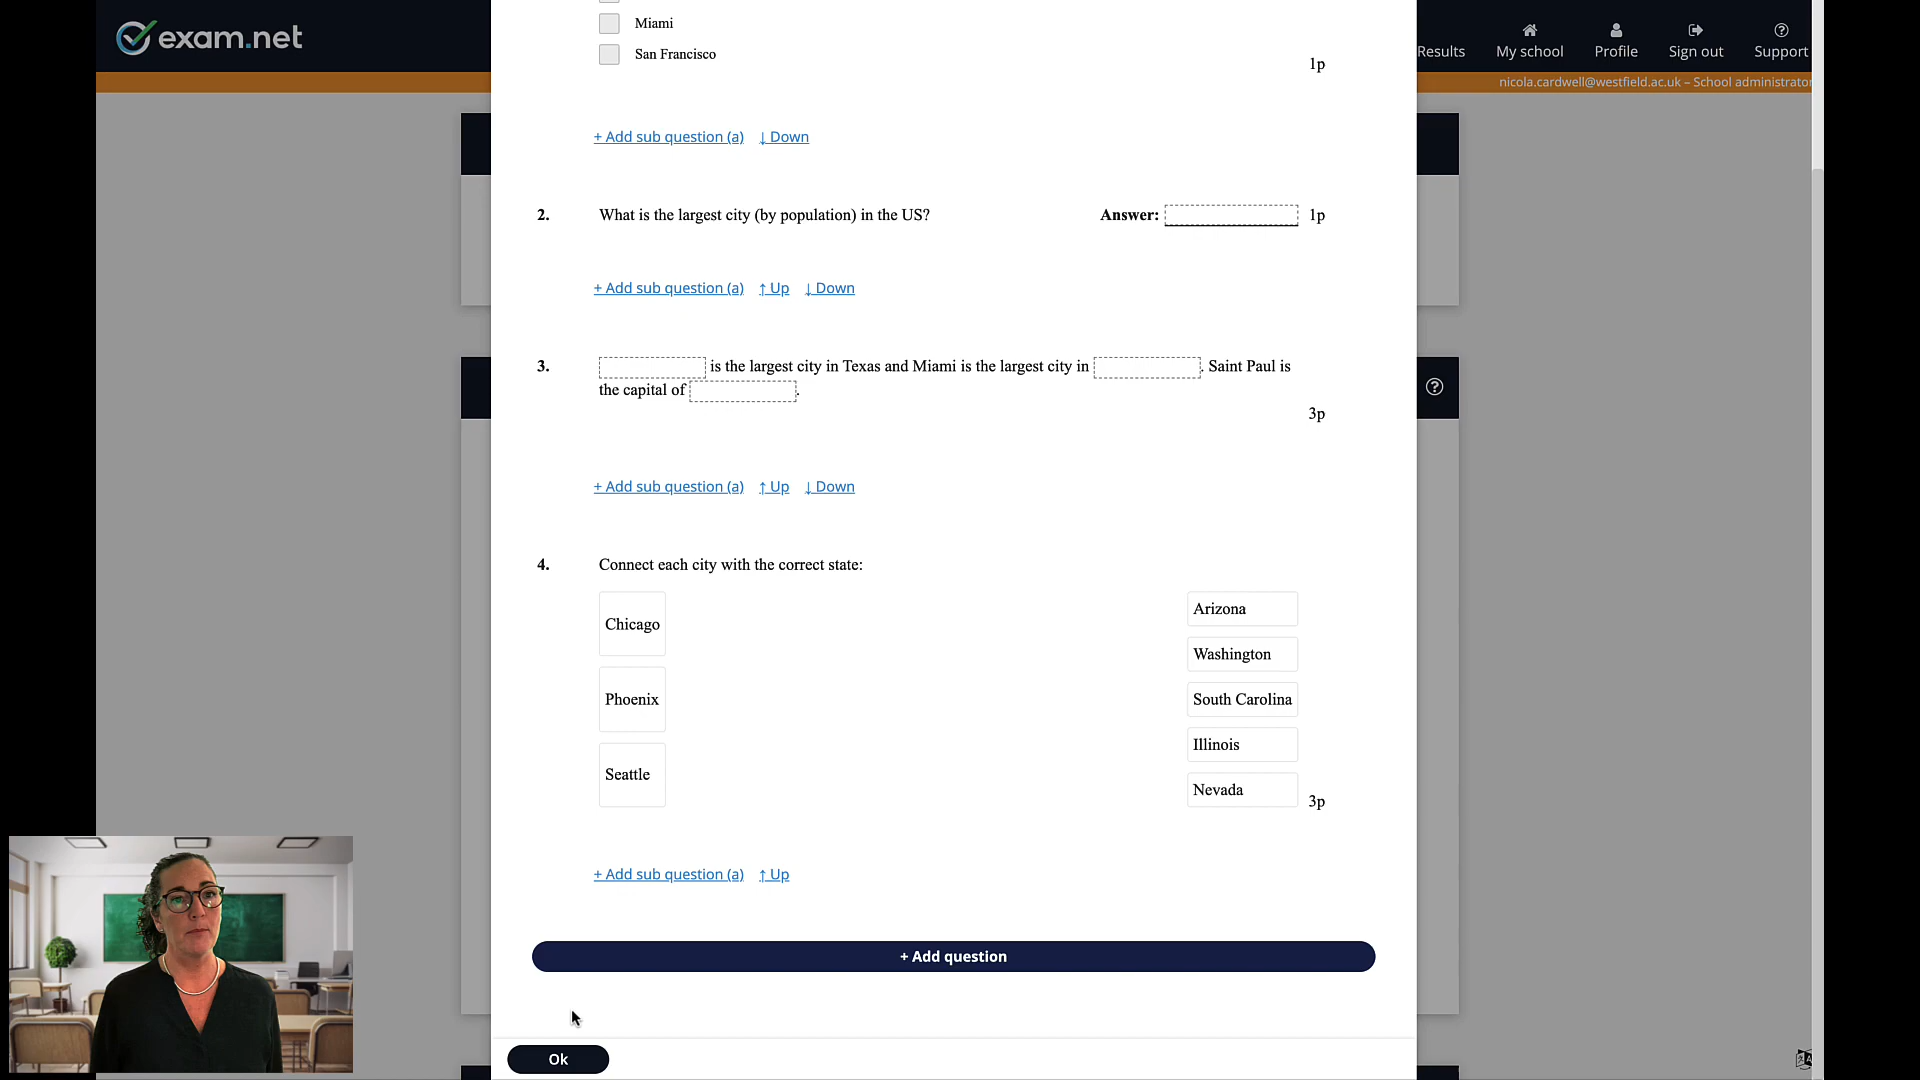 exam.net
Results
My school
Profile
Sign out
Support
nicola.cardwell@westfield.ac.uk – School administrator
Miami
San Francisco
1p
+ Add sub question (a) ↓ Down
2. What is the largest city (by population) in the US? Answer: 1p
+ Add sub question (a) ↑ Up ↓ Down
3. is the largest city in Texas and Miami is the largest city in . Saint Paul is
the capital of .
3p
+ Add sub question (a) ↑ Up ↓ Down
4. Connect each city with the correct state:
Chicago
Phoenix
Seattle
Arizona
Washington
South Carolina
Illinois
Nevada
3p
+ Add sub question (a) ↑ Up
+ Add question
Ok